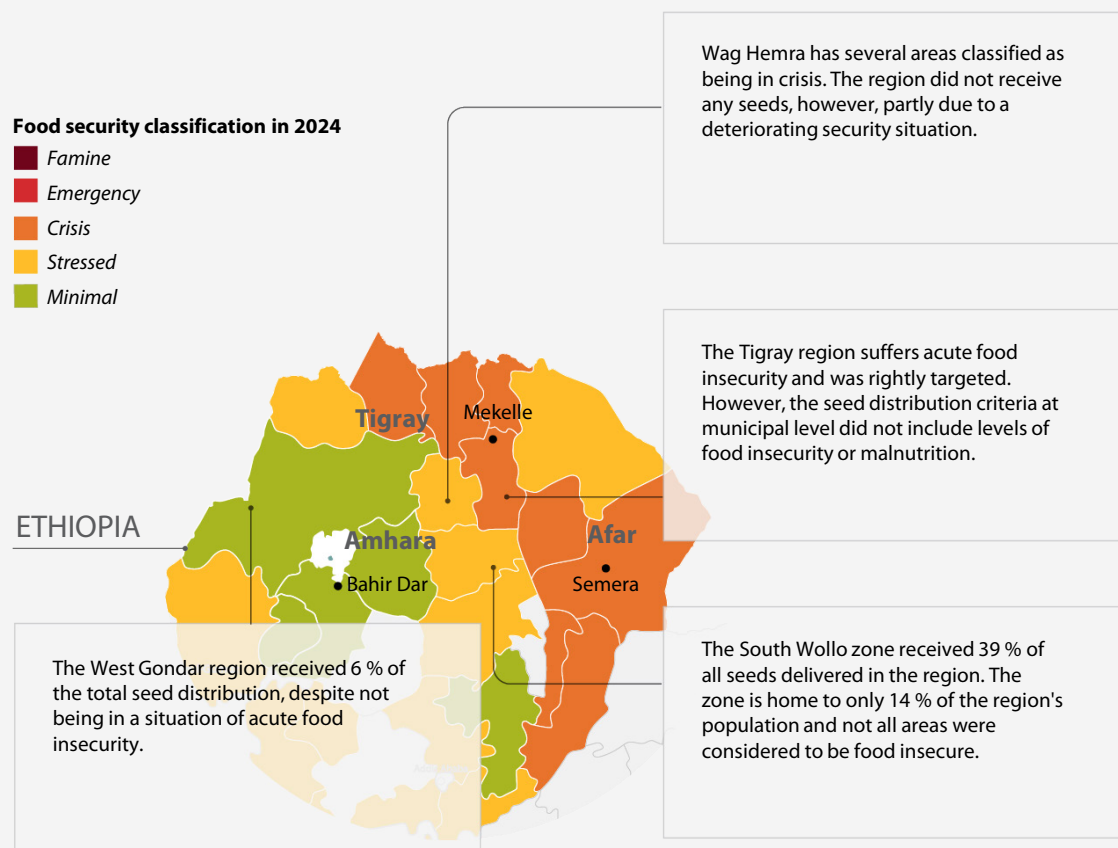 Food security classification in 2024
Famine
Emergency
Crisis
Stressed
Minimal
Wag Hemra has several areas classified as
being in crisis. The region did not receive
any seeds, however, partly due to a
deteriorating security situation.
The Tigray region suffers acute food
insecurity and was rightly targeted.
However, the seed distribution criteria at
municipal level did not include levels of
food insecurity or malnutrition.
Tigray
Mekelle
ETHIOPIA
Amhara
Afar
Bahir Dar
Semera
The West Gondar region received 6 % of
the total seed distribution, despite not
being in a situation of acute food
insecurity.
The South Wollo zone received 39 % of
all seeds delivered in the region. The
zone is home to only 14 % of the region's
population and not all areas were
considered to be food insecure.